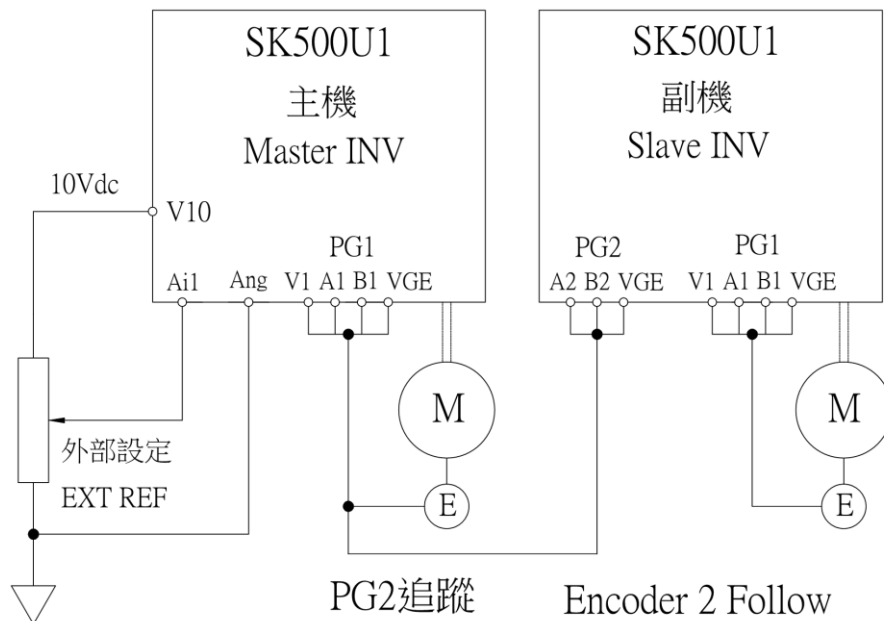 SK500U1
主機
Master INV
10Vdc
V10
PG1
Ai1 Ang V1 A1 B1 VGE
M
E
外部設定
EXT REF
SK500U1
副機
Slave INV
PG2 PG1
A2 B2 VGE V1 A1 B1 VGE
M
E
PG2追蹤 Encoder 2 Follow